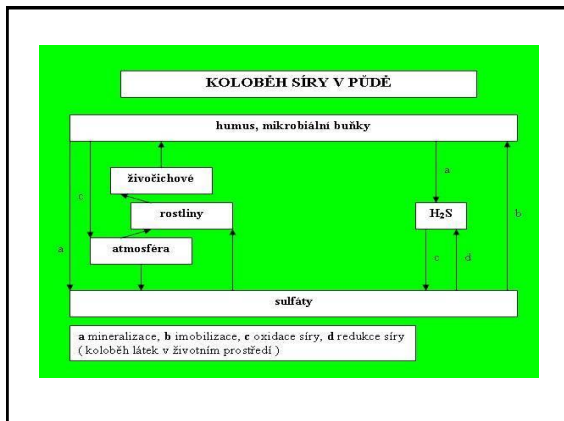 KOLOBĚH SÍRY V PŮDĚ
humus, mikrobiální buňky
a
c
živočichové
rostliny
H₂S
b
atmosféra
a
c
d
sulfáty
a mineralizace, b imobilizace, c oxidace síry, d redukce síry
( koloběh látek v životním prostředí )